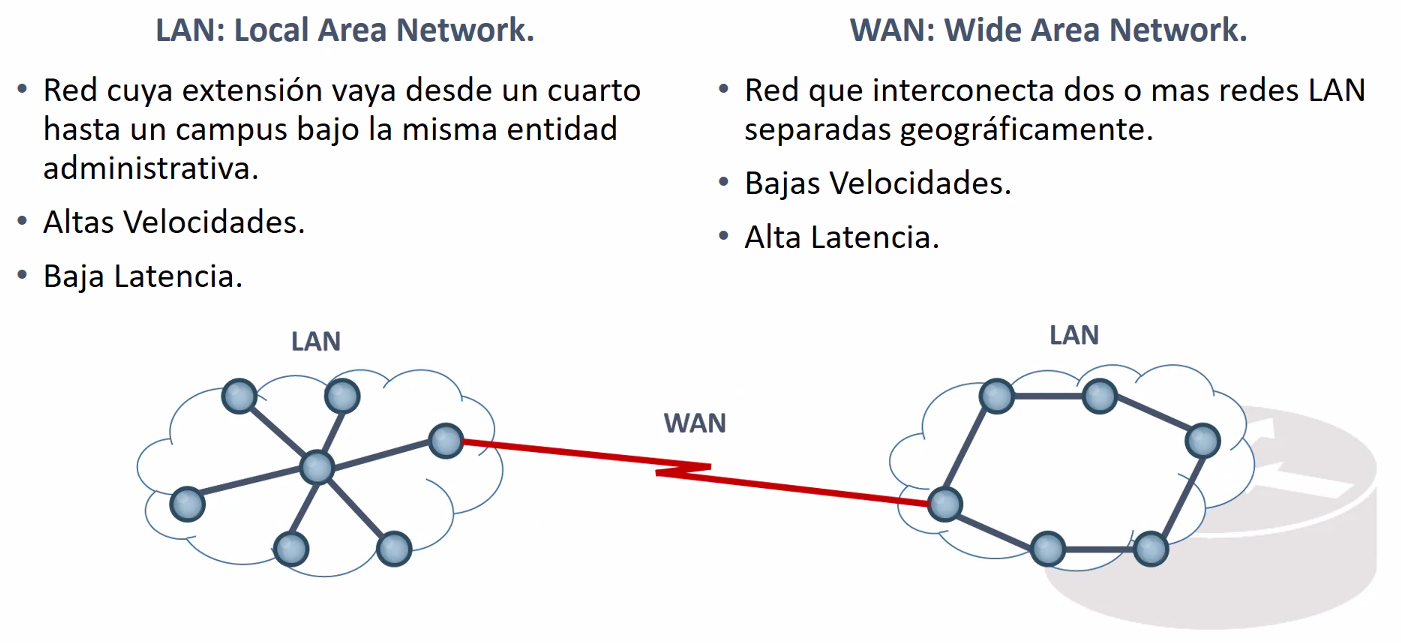 LAN: Local Area Network.
• Red cuya extensión vaya desde un cuarto
hasta un campus bajo la misma entidad
administrativa.
• Altas Velocidades.
• Baja Latencia.
WAN: Wide Area Network.
• Red que interconecta dos o mas redes LAN
separadas geográficamente.
• Bajas Velocidades.
• Alta Latencia.
LAN
WAN
LAN